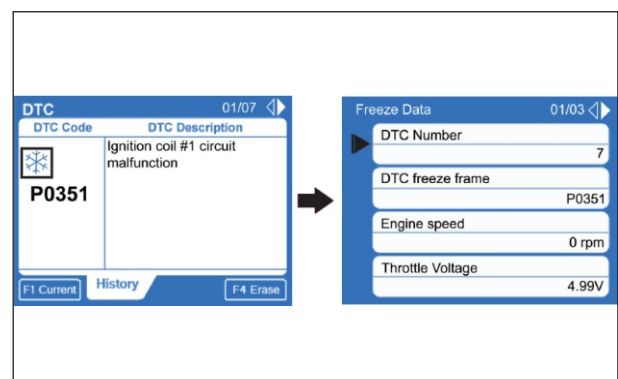 DTC 01/07
DTC Code DTC Description
Ignition coil #1 circuit
malfunction
P0351
F1 Current History F4 Erase
Freeze Data 01/03
DTC Number
7
DTC freeze frame
P0351
Engine speed
0 rpm
Throttle Voltage
4.99V